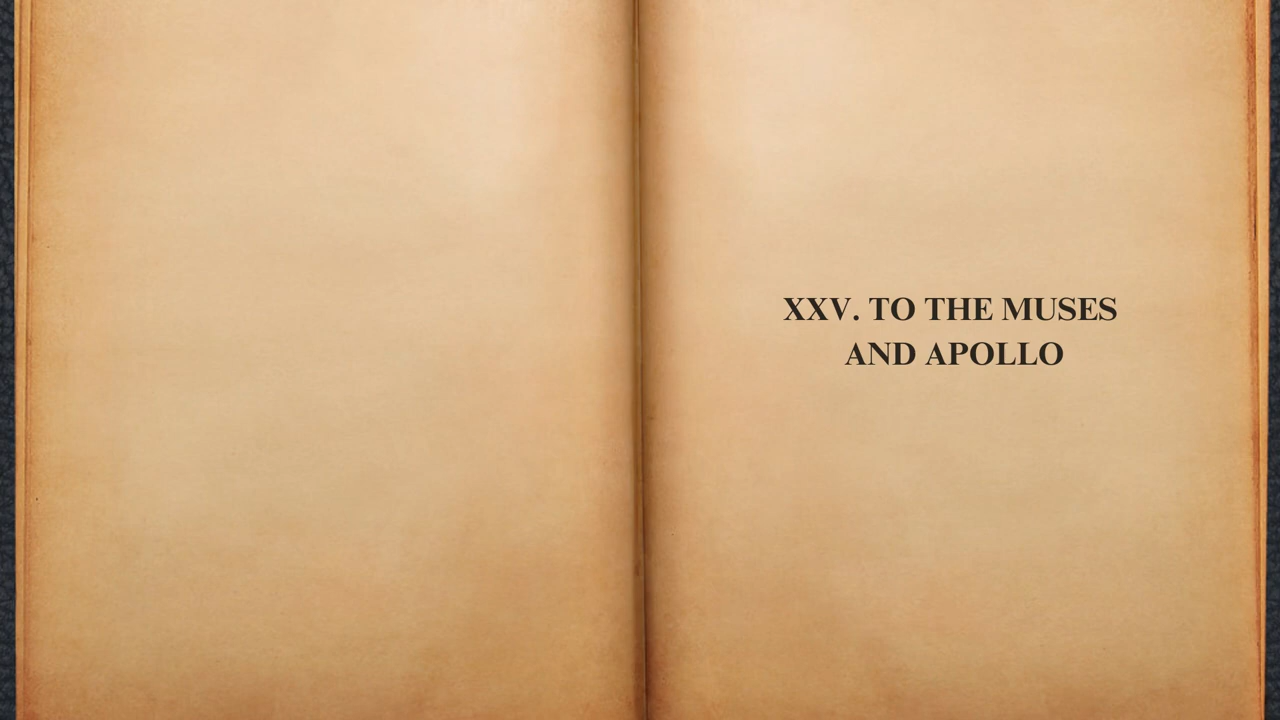 XXV. TO THE MUSES
AND APOLLO